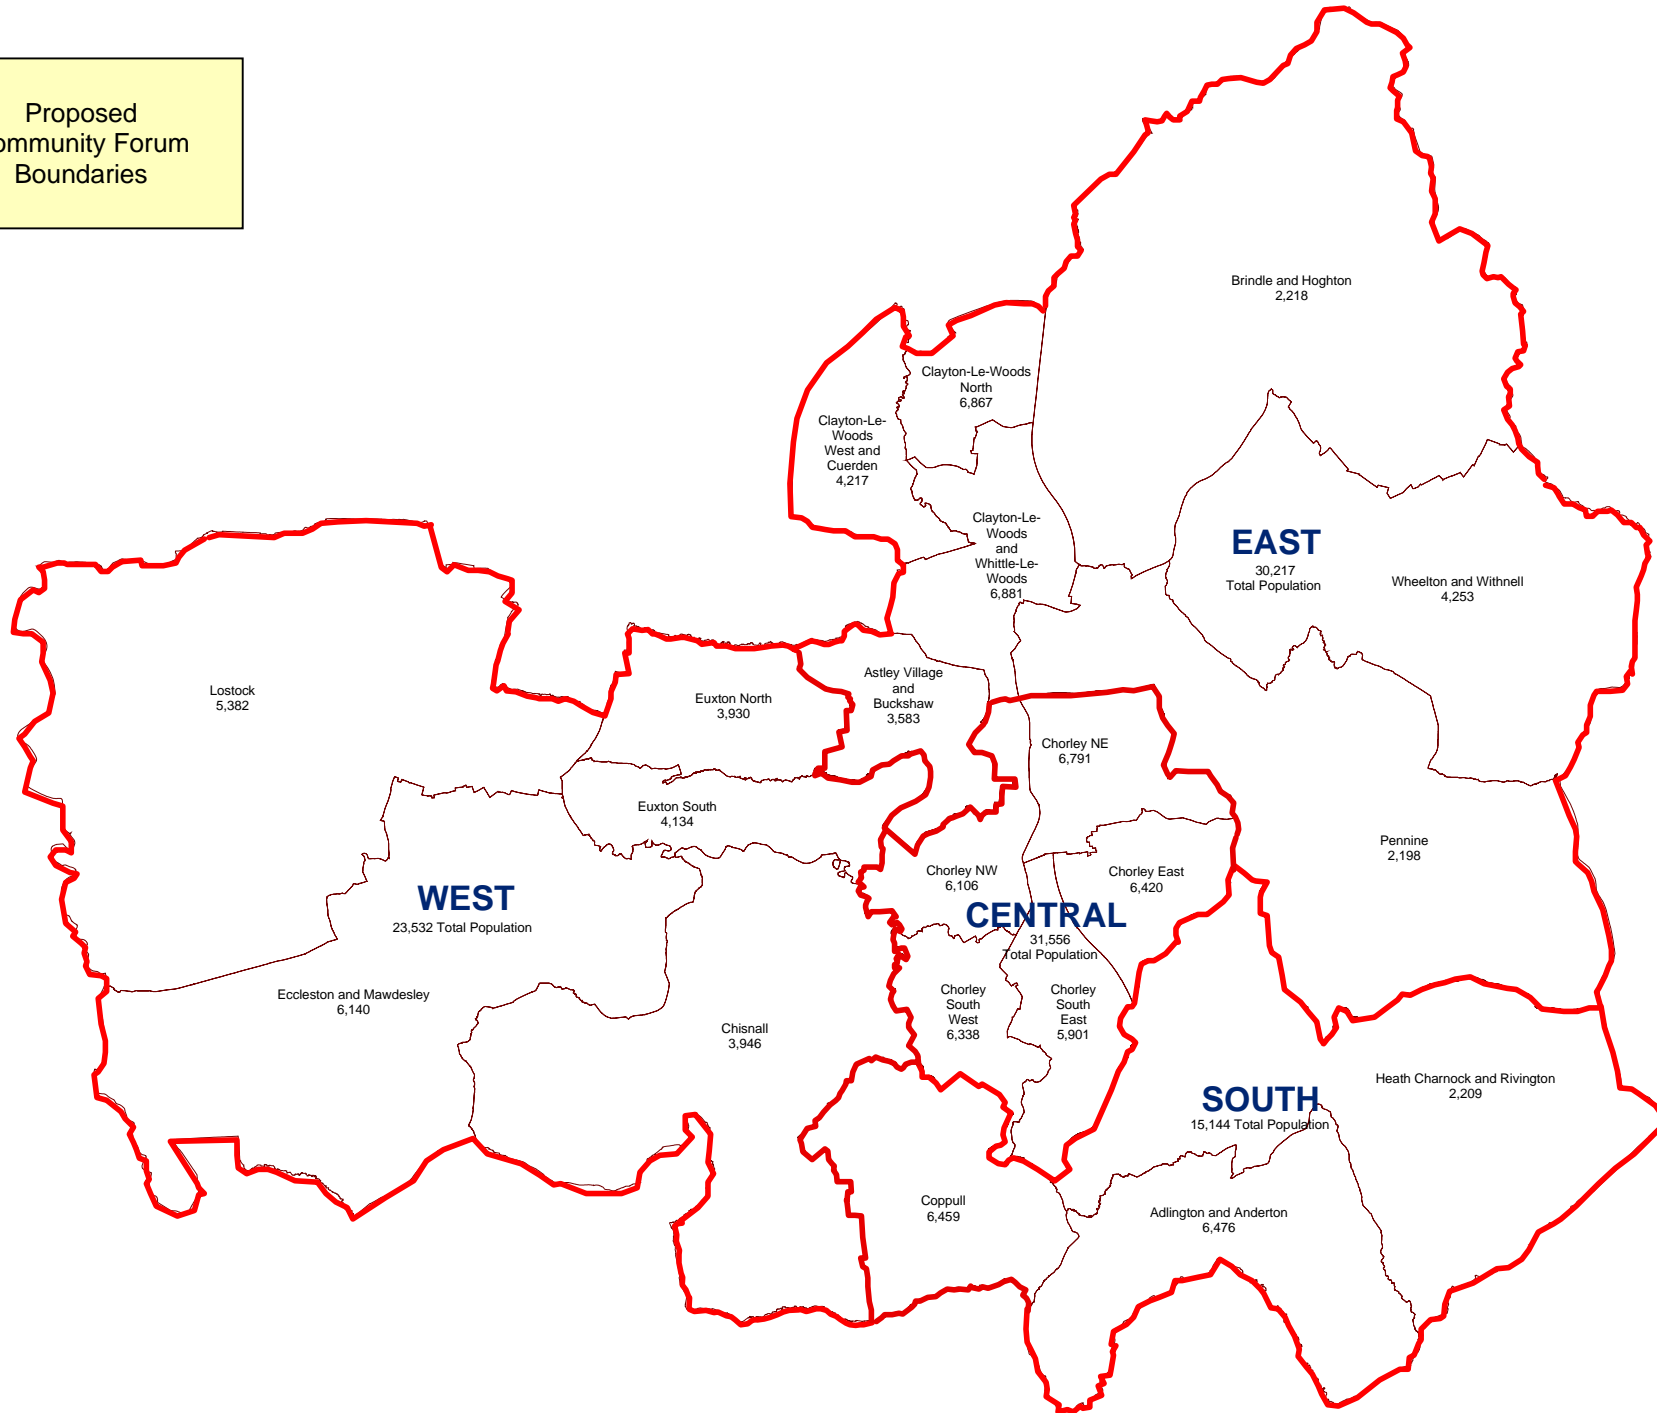 Proposed
ommunity Forum
Boundaries
Brindle and Hoghton
2,218
Clayton-Le-Woods
North
6,867
Clayton-Le-
Woods
West and
Cuerden
4,217
Clayton-Le-
Woods
and
Whittle-Le-
Woods
6,881
EAST
30,217
Total Population
Wheelton and Withnell
4,253
Lostock
5,382
Euxton North
3,930
Astley Village
and
Buckshaw
3,583
Chorley NE
6,791
Euxton South
4,134
Pennine
2,198
Chorley NW
6,106
Chorley East
6,420
WEST
23,532 Total Population
CENTRAL
31,556
Total Population
Eccleston and Mawdesley
6,140
Chisnall
3,946
Chorley
South
West
6,338
Chorley
South
East
5,901
Heath Charnock and Rivington
2,209
SOUTH
15,144 Total Population
Coppull
6,459
Adlington and Anderton
6,476